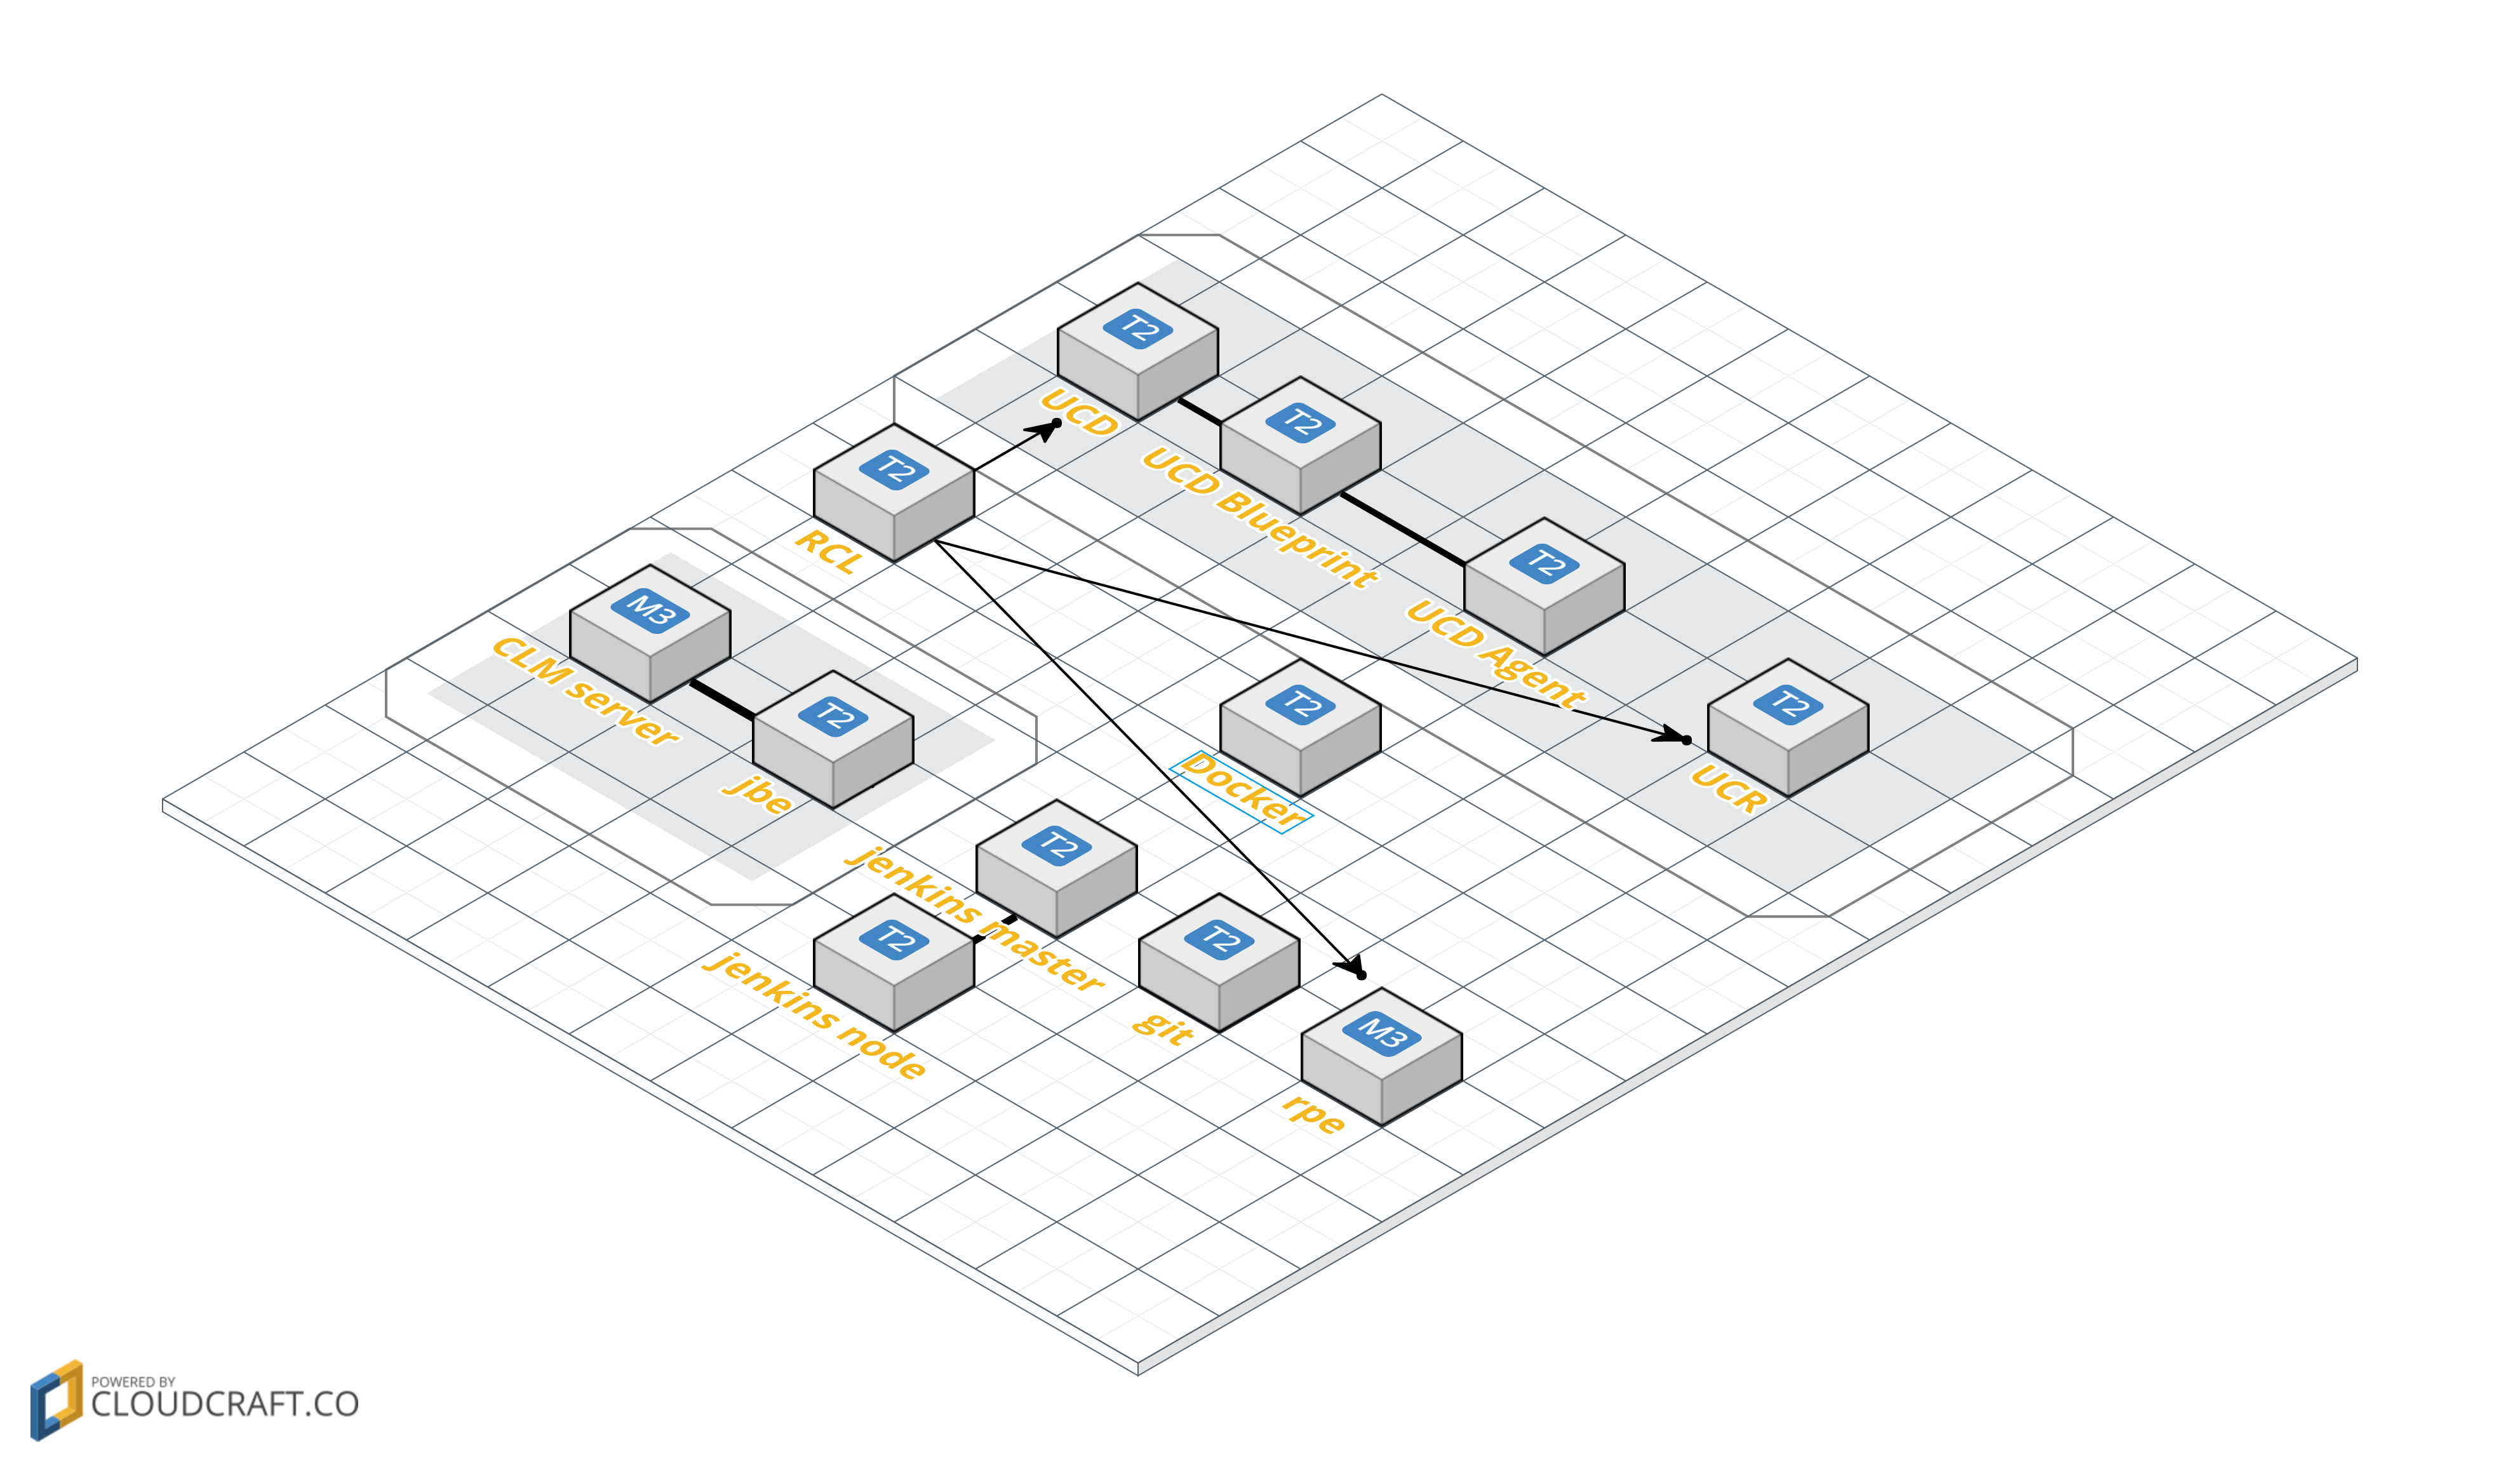 T2
UCD
T2
UCD Blueprint
T2
RCL
T2
UCD Agent
M3
CLM server
T2
jbe
T2
Docker
T2
UCR
T2
jenkins master
T2
jenkins node
T2
git
M3
rpe
POWERED BY
CLOUDCRAFT.CO